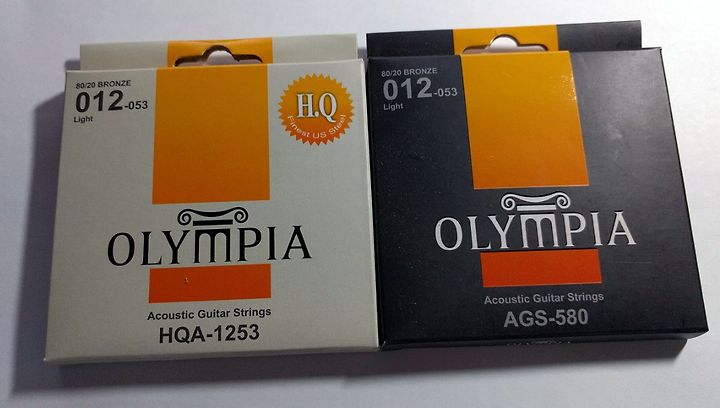 80/20 BRONZE
012-053
Light
H.Q
Finest US Steel
OLYMPIA
Acoustic Guitar Strings
HQA-1253
80/20 BRONZE
012-053
Light
OLYMPIA
Acoustic Guitar Strings
AGS-580